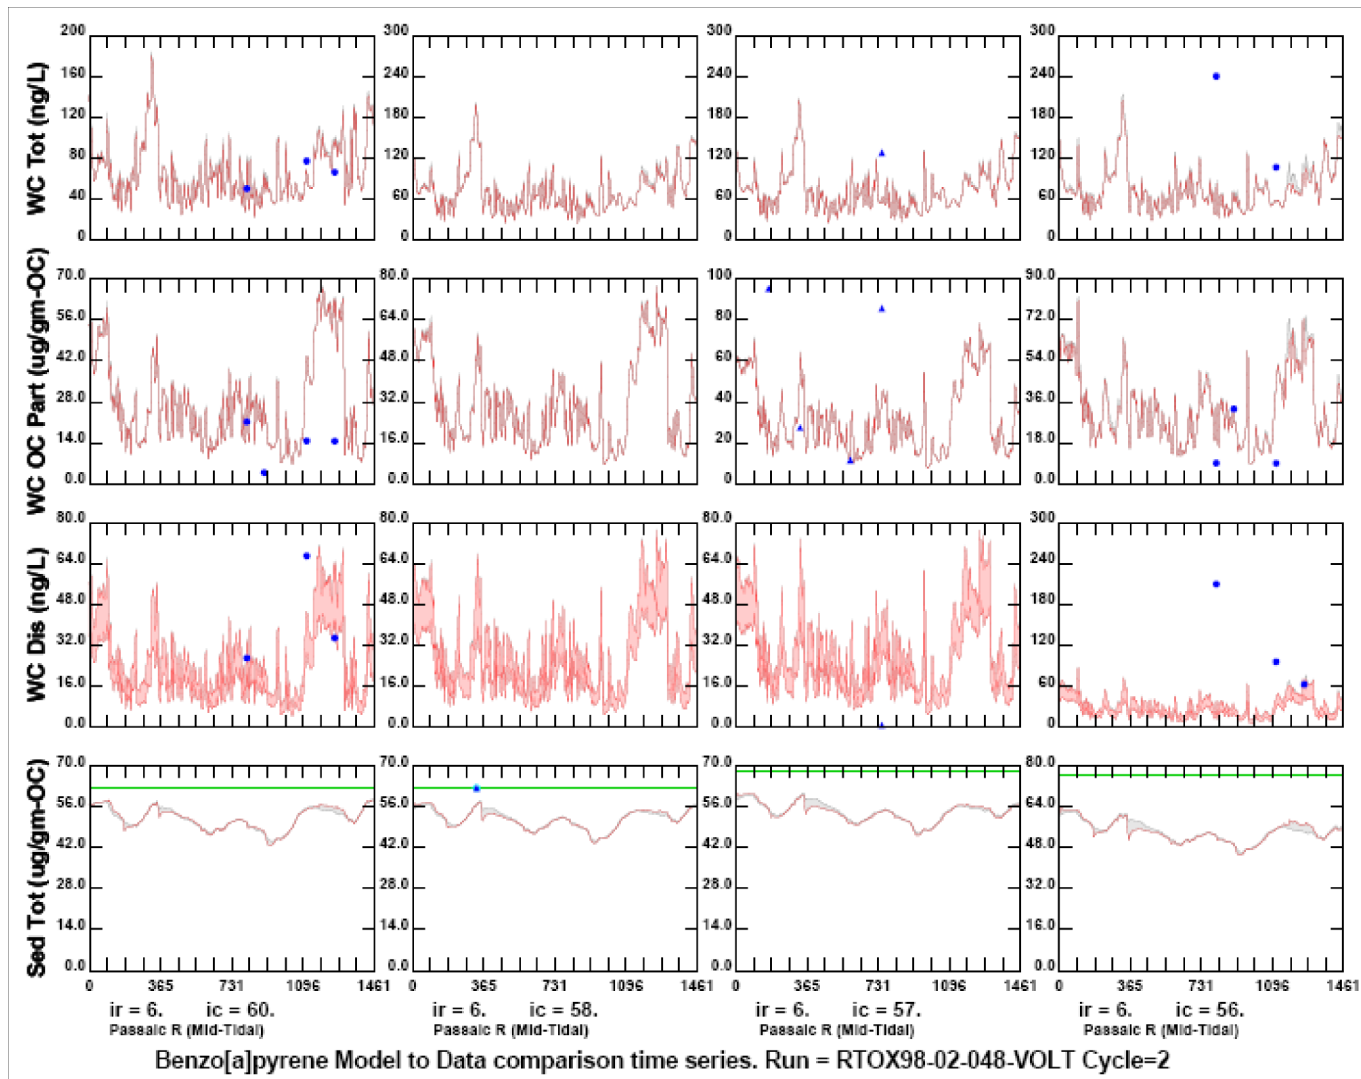 WC Tot (ng/L)
200 160 120 80 40 0
300 240 180 120 60 0
300 240 180 120 60 0
300 240 180 120 60 0
WC OC Part (ug/gm-OC)
70.0 56.0 42.0 28.0 14.0 0.0
80.0 64.0 48.0 32.0 16.0 0.0
100 80 60 40 20 0
90.0 72.0 54.0 36.0 18.0 0.0
WC Dis (ng/L)
80.0 64.0 48.0 32.0 16.0 0.0
80.0 64.0 48.0 32.0 16.0 0.0
80.0 64.0 48.0 32.0 16.0 0.0
300 240 180 120 60 0.0
Sed Tot (ug/gm-OC)
70.0 56.0 42.0 28.0 14.0 0.0
70.0 56.0 42.0 28.0 14.0 0.0
70.0 56.0 42.0 28.0 14.0 0.0
80.0 64.0 48.0 32.0 16.0 0.0
0 365 731 1096 1461
0 365 731 1096 1461
0 365 731 1096 1461
0 365 731 1096 1461
ir = 6. ic = 60.
Passaic R (Mid-Tidal)
ir = 6. ic = 58.
Passaic R (Mid-Tidal)
ir = 6. ic = 57.
Passaic R (Mid-Tidal)
ir = 6. ic = 56.
Passaic R (Mid-Tidal)
Benzo[a]pyrene Model to Data comparison time series. Run = RTOX98-02-048-VOLT Cycle=2